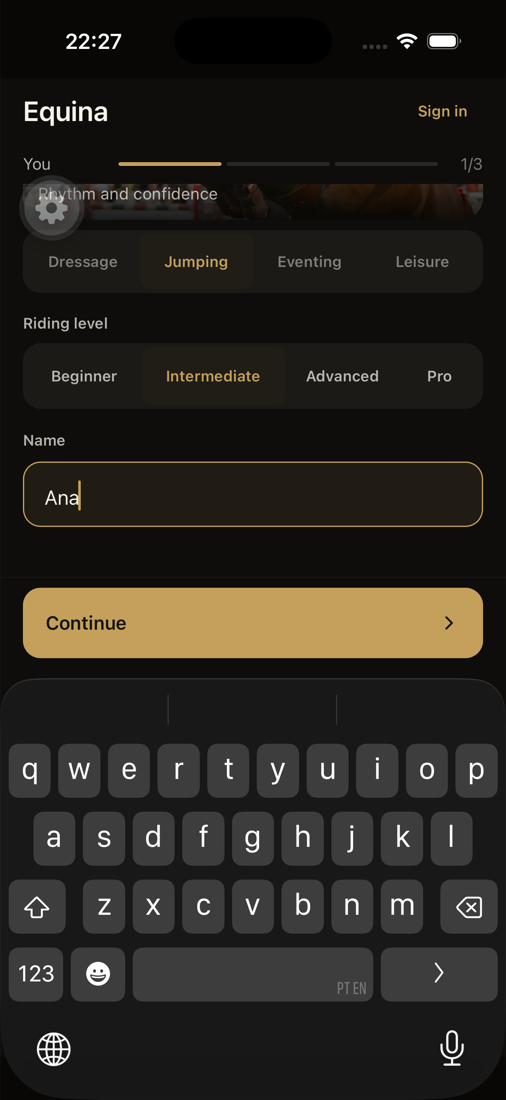 22:27
Equina
Sign in
You
1/3
Rhythm and confidence
Dressage Jumping Eventing Leisure
Riding level
Beginner Intermediate Advanced Pro
Name
Ana
Continue
q w e r t y u i o p
a s d f g h j k l
z x c v b n m
123
PT EN